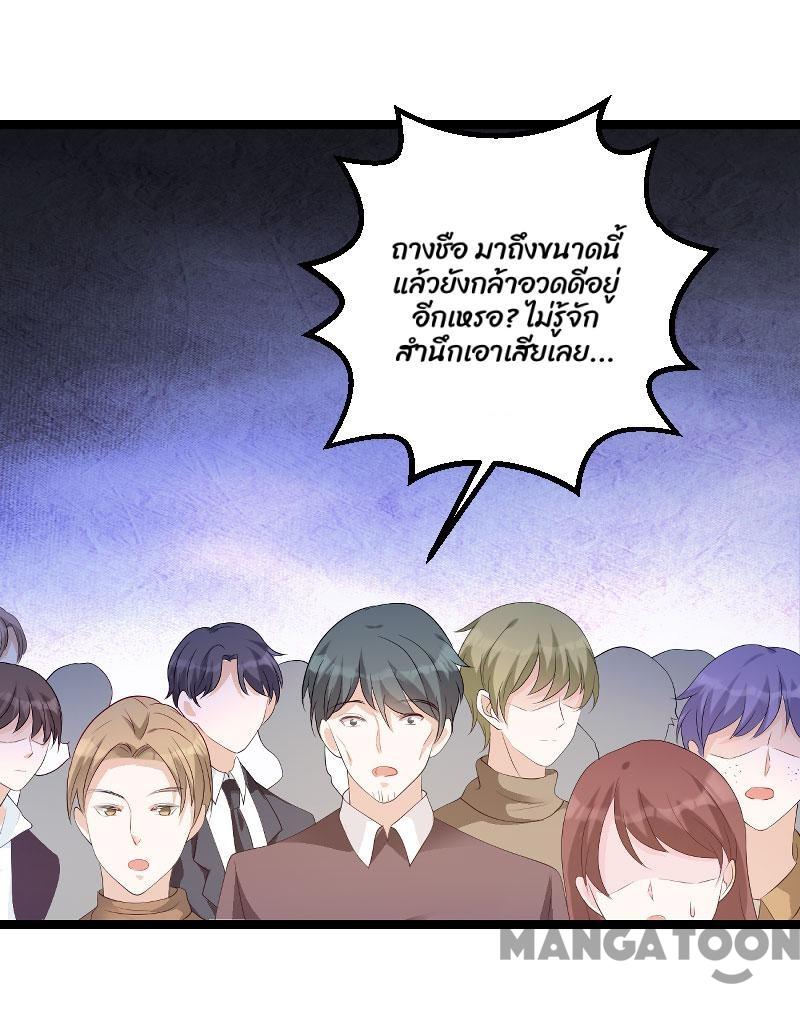 ถางชือ มาถึงขนาดนี้
แล้วยังกล้าอวดดีอยู่
อีกเหรอ? ไม่รู้จัก
สำนึกเอาเสียเลย...
MANGATOON